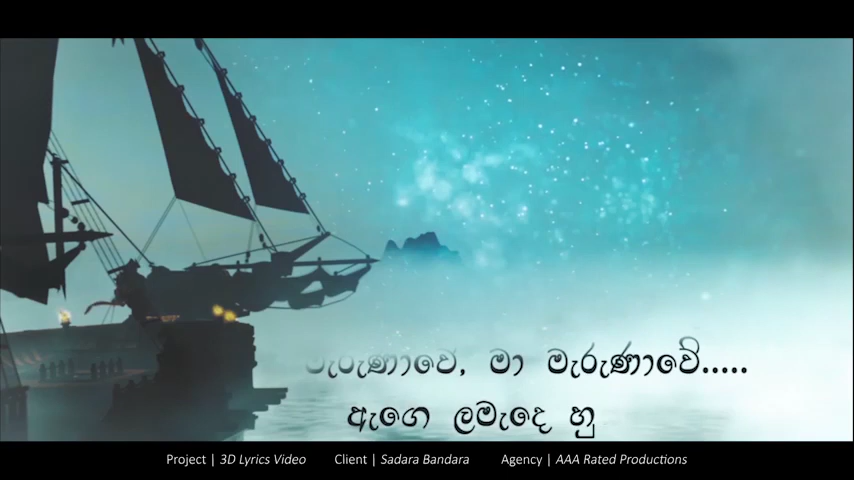 මැරුණාවේ, මා මැරුණාවේ.....
ඇගෙ ලමැදෙ හු
Project | 3D Lyrics Video Client | Sadara Bandara Agency | AAA Rated Productions